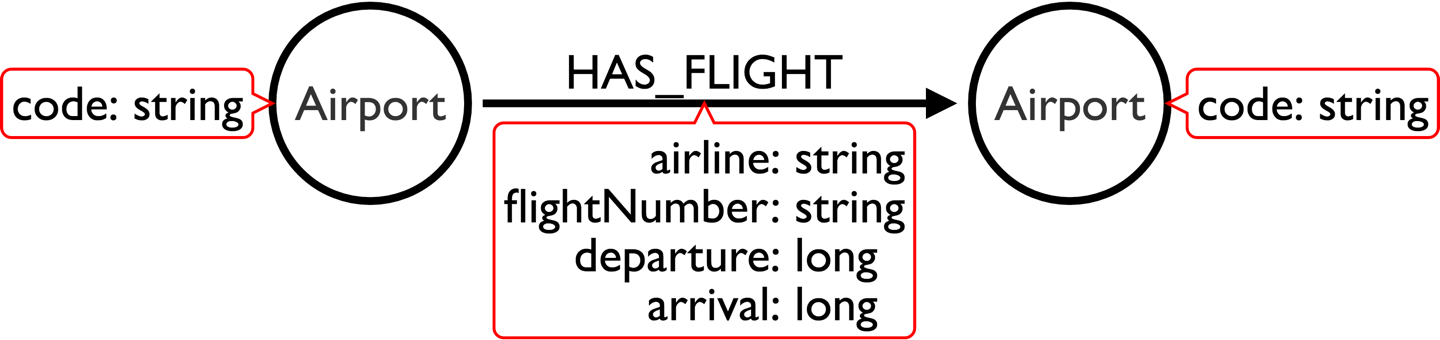 code: string
Airport
HAS_FLIGHT
airline: string
flightNumber: string
departure: long
arrival: long
Airport
code: string